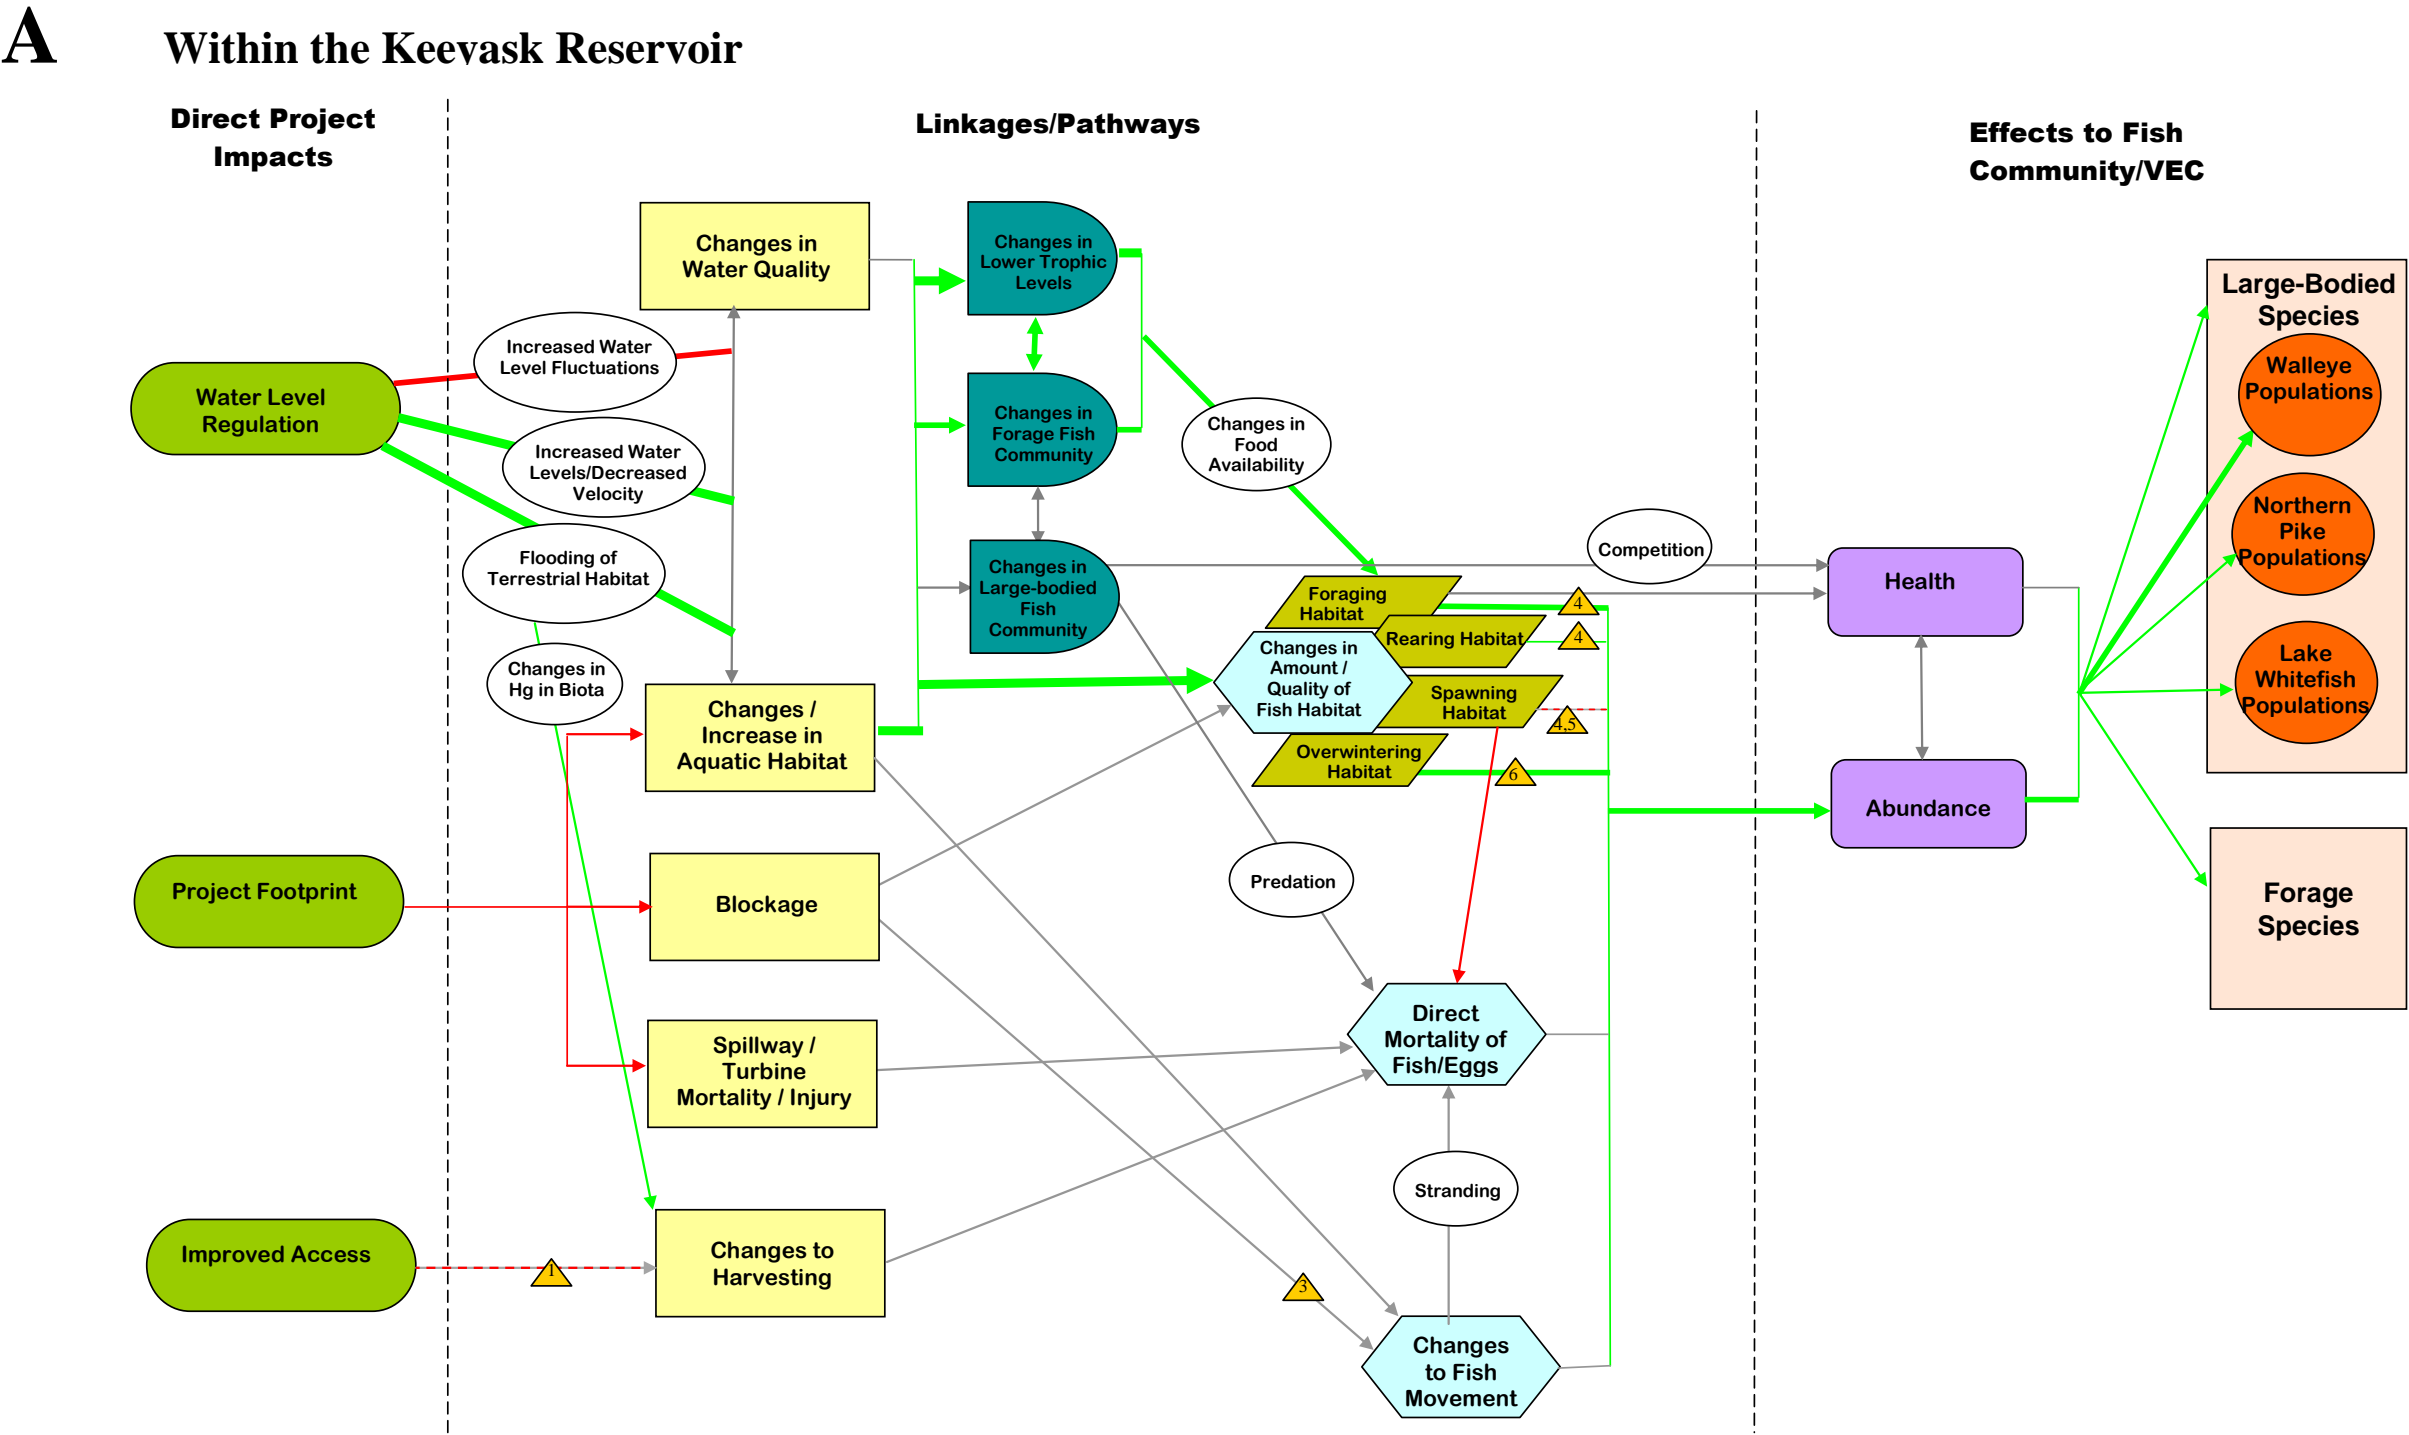 A
Within the Keeyask Reservoir
Direct Project
Impacts
Linkages/Pathways
Effects to Fish
Community/VEC
Changes in
Water Quality
Changes in
Lower Trophic
Levels
Large-Bodied
Species
Increased Water
Level Fluctuations
Water Level
Regulation
Walleye
Populations
Changes in
Forage Fish
Community
Changes in
Food
Availability
Increased Water
Levels/Decreased
Velocity
Northern
Pike
Populations
Flooding of
Terrestrial Habitat
Competition
Changes in
Large-bodied
Fish
Community
Health
Foraging
Habitat
4
Rearing Habitat
4
Changes in
Amount /
Quality of
Fish Habitat
Changes in
Hg in Biota
Spawning
Habitat
4,5
Lake
Whitefish
Populations
Changes /
Increase in
Aquatic Habitat
Overwintering
Habitat
6
Abundance
Project Footprint
Blockage
Predation
Forage
Species
Direct
Mortality of
Fish/Eggs
Spillway /
Turbine
Mortality / Injury
Stranding
Improved Access
1
Changes to
Harvesting
3
Changes
to Fish
Movement